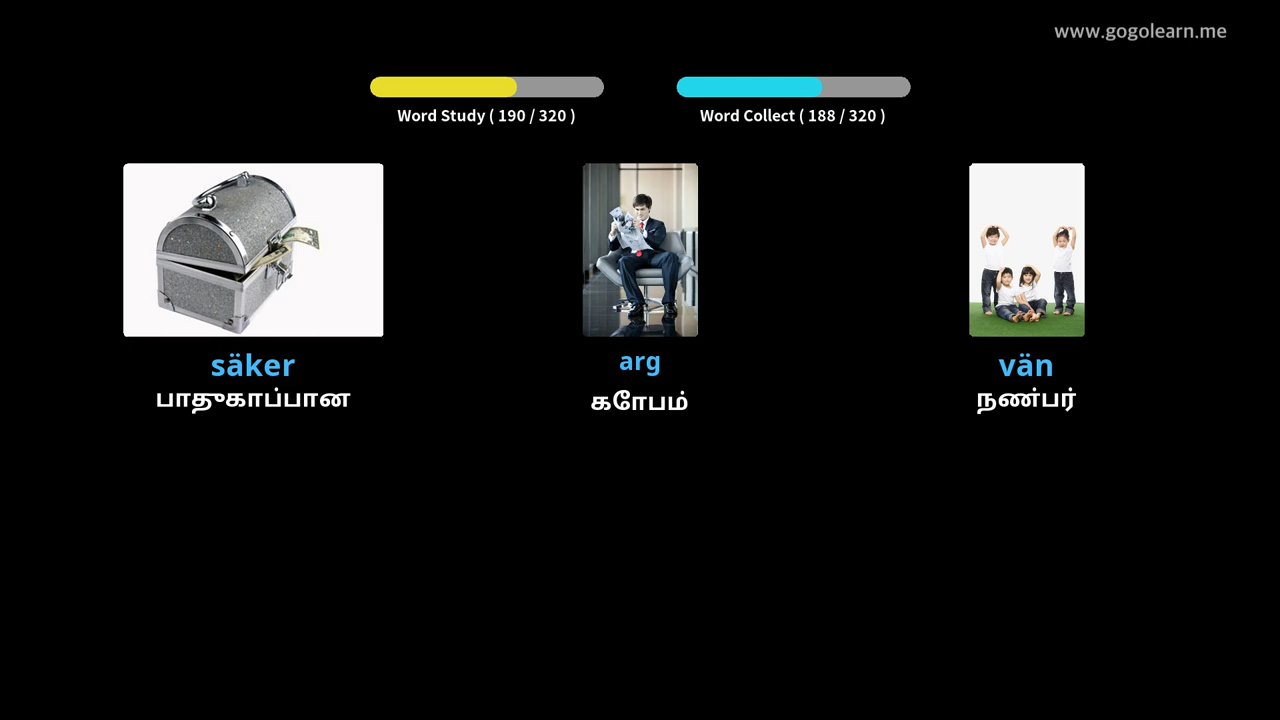 www.gogolearn.me
Word Study ( 190 / 320 )
Word Collect ( 188 / 320 )
säker
பாதுகாப்பான
arg
கோபம்
vän
நண்பர்